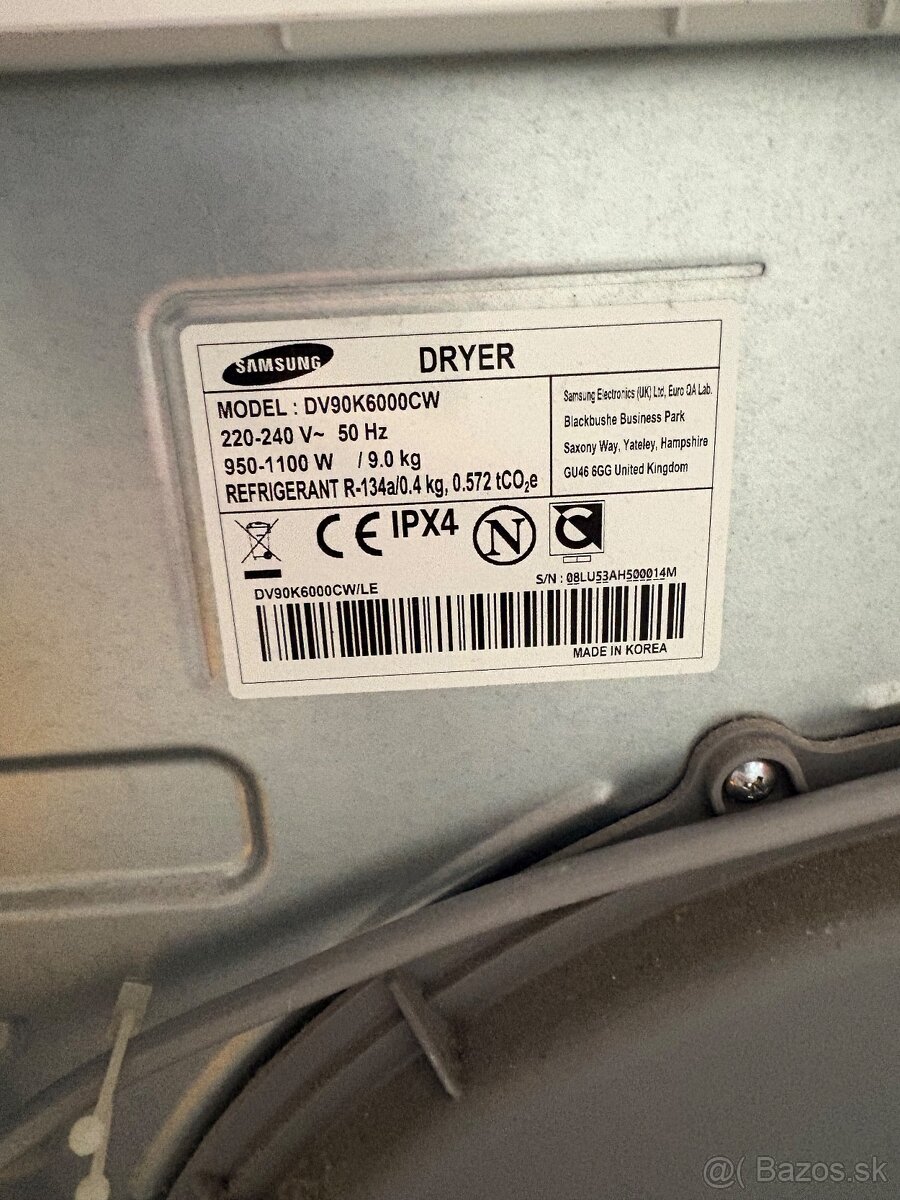 SAMSUNG
DRYER
MODEL : DV90K6000CW
220-240 V~ 50 Hz
950-1100 W / 9.0 kg
REFRIGERANT R-134a/0.4 kg, 0.572 tCO₂e
Samsung Electronics (UK) Ltd, Euro QA Lab.
Blackbushe Business Park
Saxony Way, Yateley, Hampshire
GU46 6GG United Kingdom
CE IPX4 N
DV90K6000CW/LE
S/N : 08LU53AH500014M
MADE IN KOREA
@( Bazos.sk